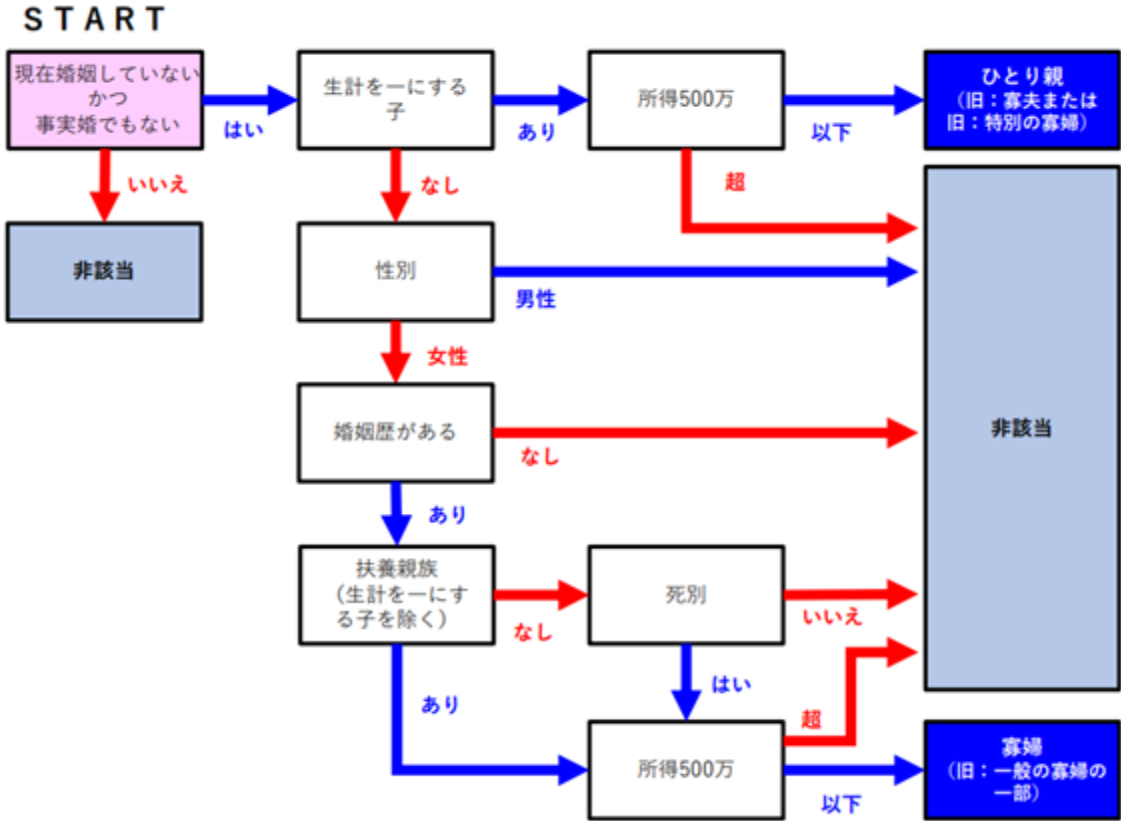 START
現在婚姻していない
かつ
事実婚でもない
はい
生計を一にする
子
あり
所得500万
以下
ひとり親
（旧：寡夫または
旧：特別の寡婦）
いいえ
なし
超
非該当
性別
男性
女性
婚姻歴がある
なし
非該当
あり
扶養親族
（生計を一にす
る子を除く）
なし
死別
いいえ
あり
はい
超
所得500万
以下
寡婦
（旧：一般の寡婦の
一部）